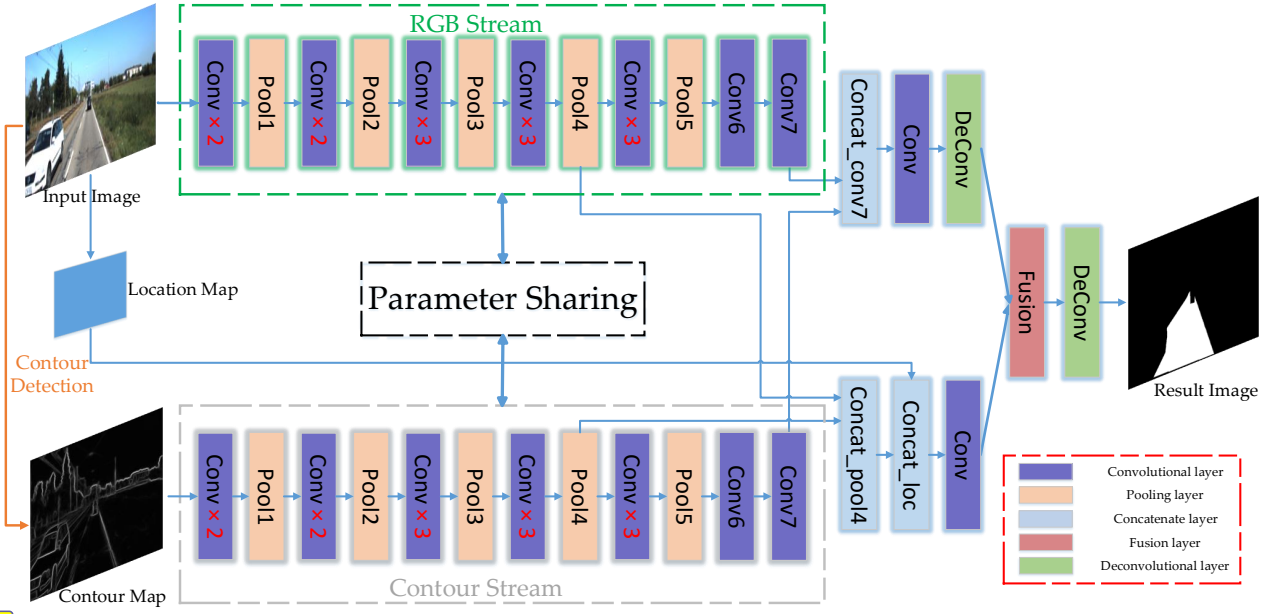 RGB Stream
Conv × 2
Pool1
Conv × 2
Pool2
Conv × 3
Pool3
Conv × 3
Pool4
Conv × 3
Pool5
Conv6
Conv7
Concat_conv7
Conv
DeConv
Input Image
Location Map
Parameter Sharing
Fusion
DeConv
Result Image
Contour
Detection
Conv × 2
Pool1
Conv × 2
Pool2
Conv × 3
Pool3
Conv × 3
Pool4
Conv × 3
Pool5
Conv6
Conv7
Concat_pool4
Concat_loc
Conv
Contour Stream
Contour Map
Convolutional layer
Pooling layer
Concatenate layer
Fusion layer
Deconvolutional layer